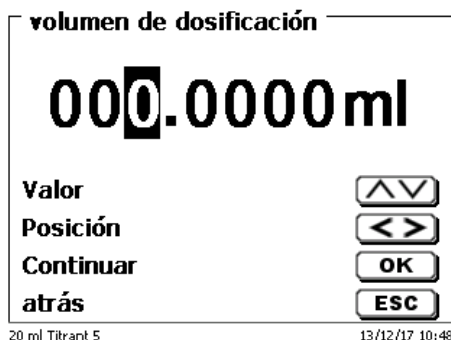 volumen de dosificación
000.0000 ml
Valor
Posición
Continuar OK
atrás ESC
20 ml Titrant 5 13/12/17 10:48